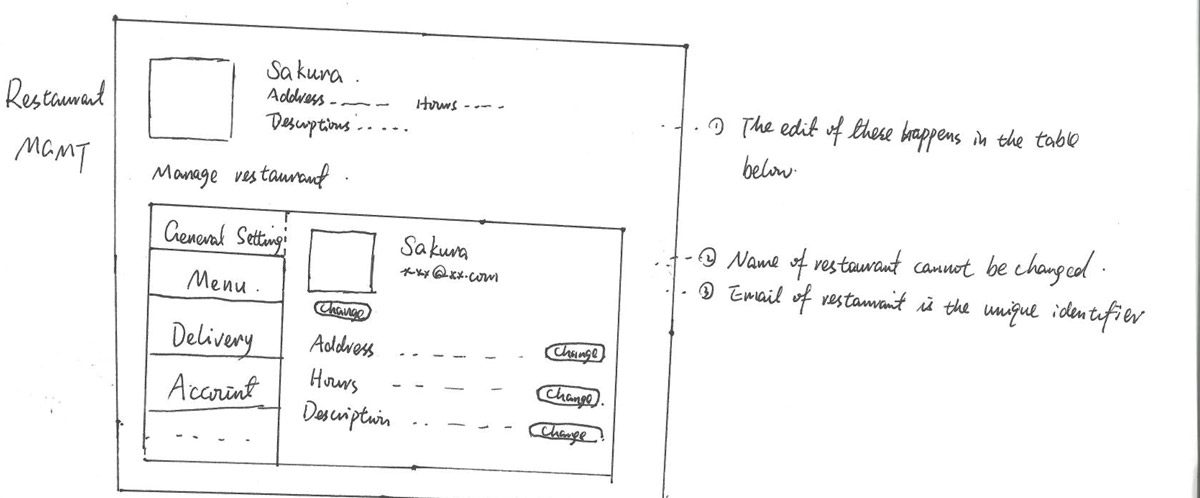 Restaurant
MGMT
Sakura.
Address ----- Hours ----
Descriptions.....
Manage restaurant.
General Setting
Menu.
Delivery
Account
-----
Sakura
x-xx@xx.com
Change
Address ..----- Change
Hours ----- Change
Description ..---- Change
--- ① The edit of these happens in the table
below.
--- ② Name of restaurant cannot be changed.
--- ③ Email of restaurant is the unique identifier